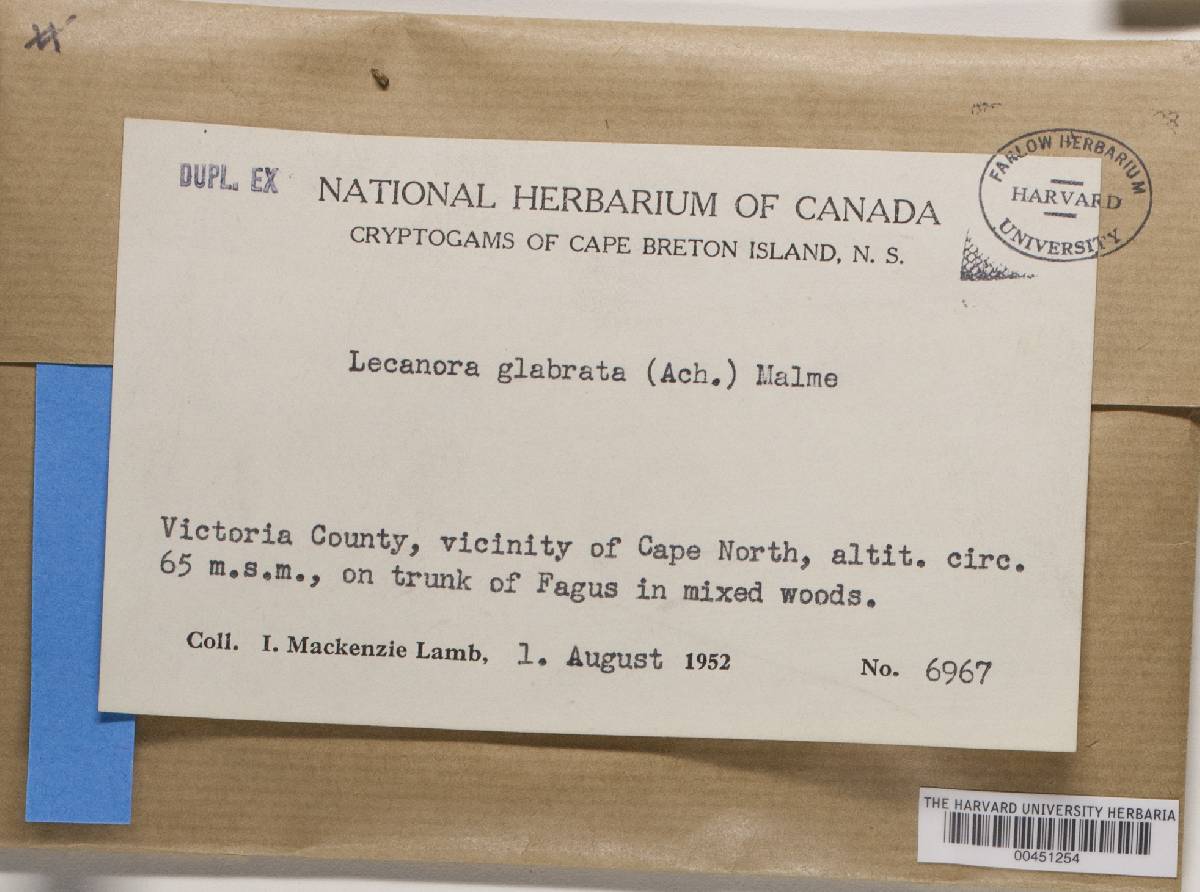 DUPL. EX
NATIONAL HERBARIUM OF CANADA
CRYPTOGAMS OF CAPE BRETON ISLAND, N. S.
FARLOW HERBARIUM
HARVARD
UNIVERSITY
Lecanora glabrata (Ach.) Malme
Victoria County, vicinity of Cape North, altit. circ.
65 m.s.m., on trunk of Fagus in mixed woods.
Coll. I. Mackenzie Lamb, 1. August 1952 No. 6967
THE HARVARD UNIVERSITY HERBARIA
00451254